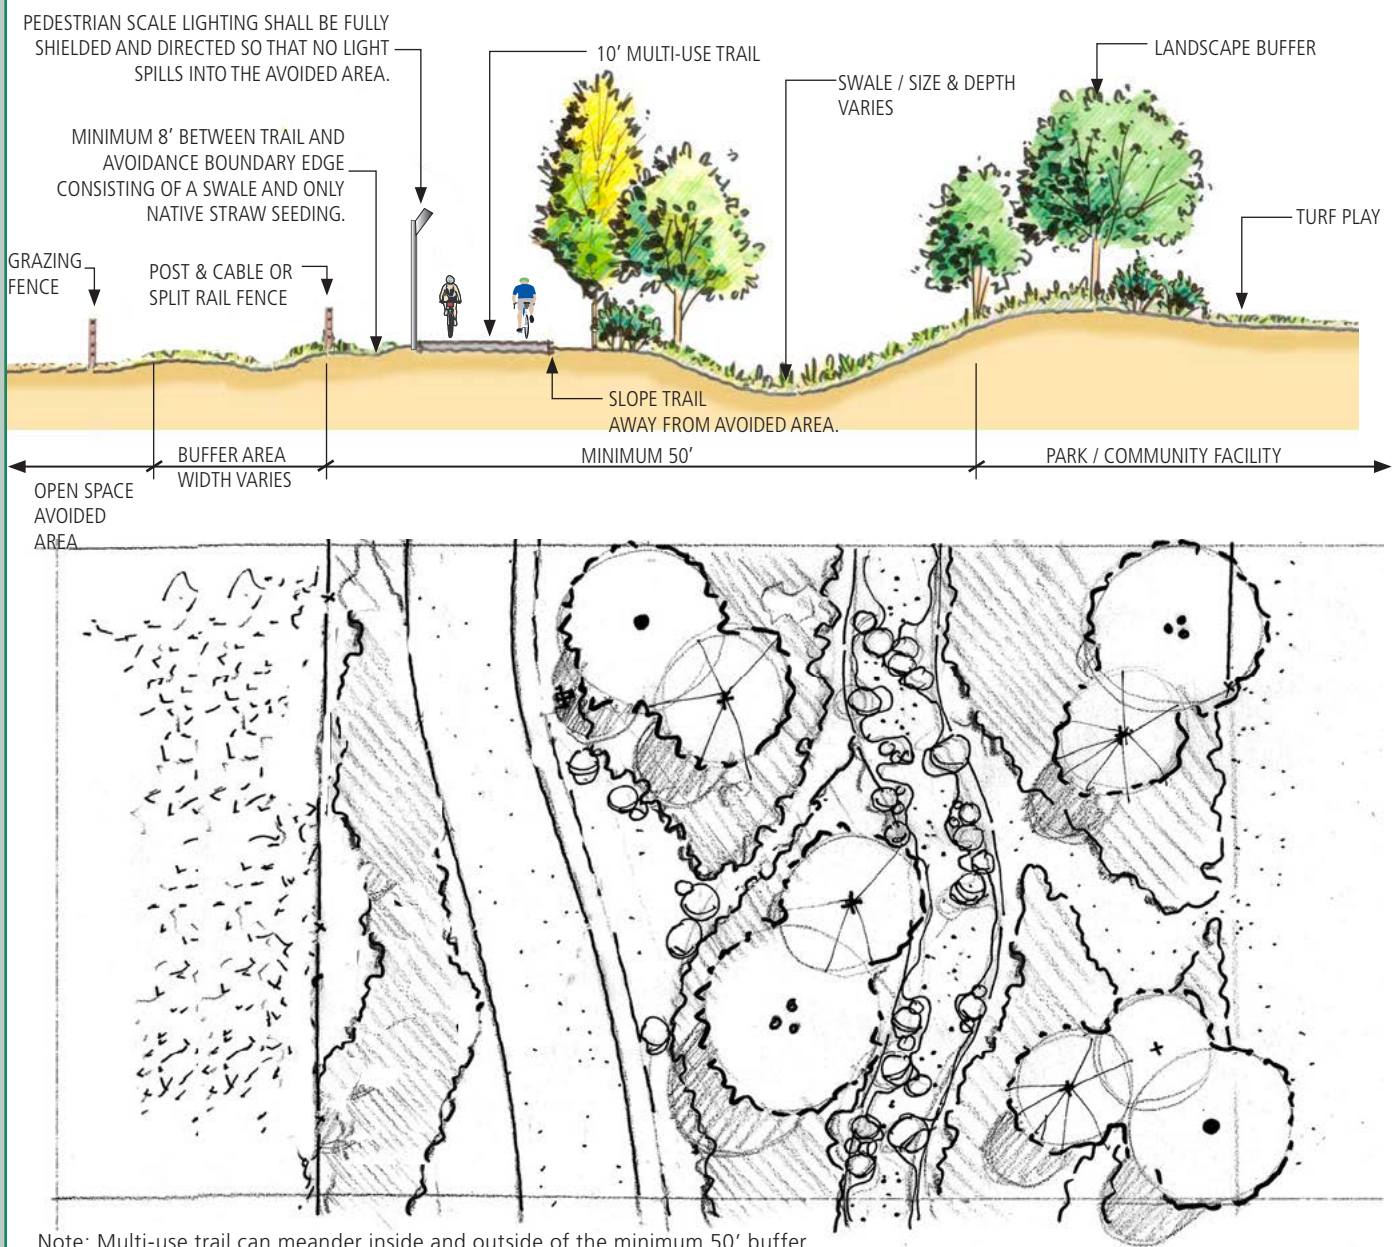 PEDESTRIAN SCALE LIGHTING SHALL BE FULLY
SHIELDED AND DIRECTED SO THAT NO LIGHT
SPILLS INTO THE AVOIDED AREA.
10’ MULTI-USE TRAIL
LANDSCAPE BUFFER
SWALE / SIZE & DEPTH
VARIES
MINIMUM 8’ BETWEEN TRAIL AND
AVOIDANCE BOUNDARY EDGE
CONSISTING OF A SWALE AND ONLY
NATIVE STRAW SEEDING.
TURF PLAY
GRAZING
FENCE
POST & CABLE OR
SPLIT RAIL FENCE
SLOPE TRAIL
AWAY FROM AVOIDED AREA.
BUFFER AREA
WIDTH VARIES
MINIMUM 50’
PARK / COMMUNITY FACILITY
OPEN SPACE
AVOIDED
AREA
Note: Multi-use trail can meander inside and outside of the minimum 50’ buffer